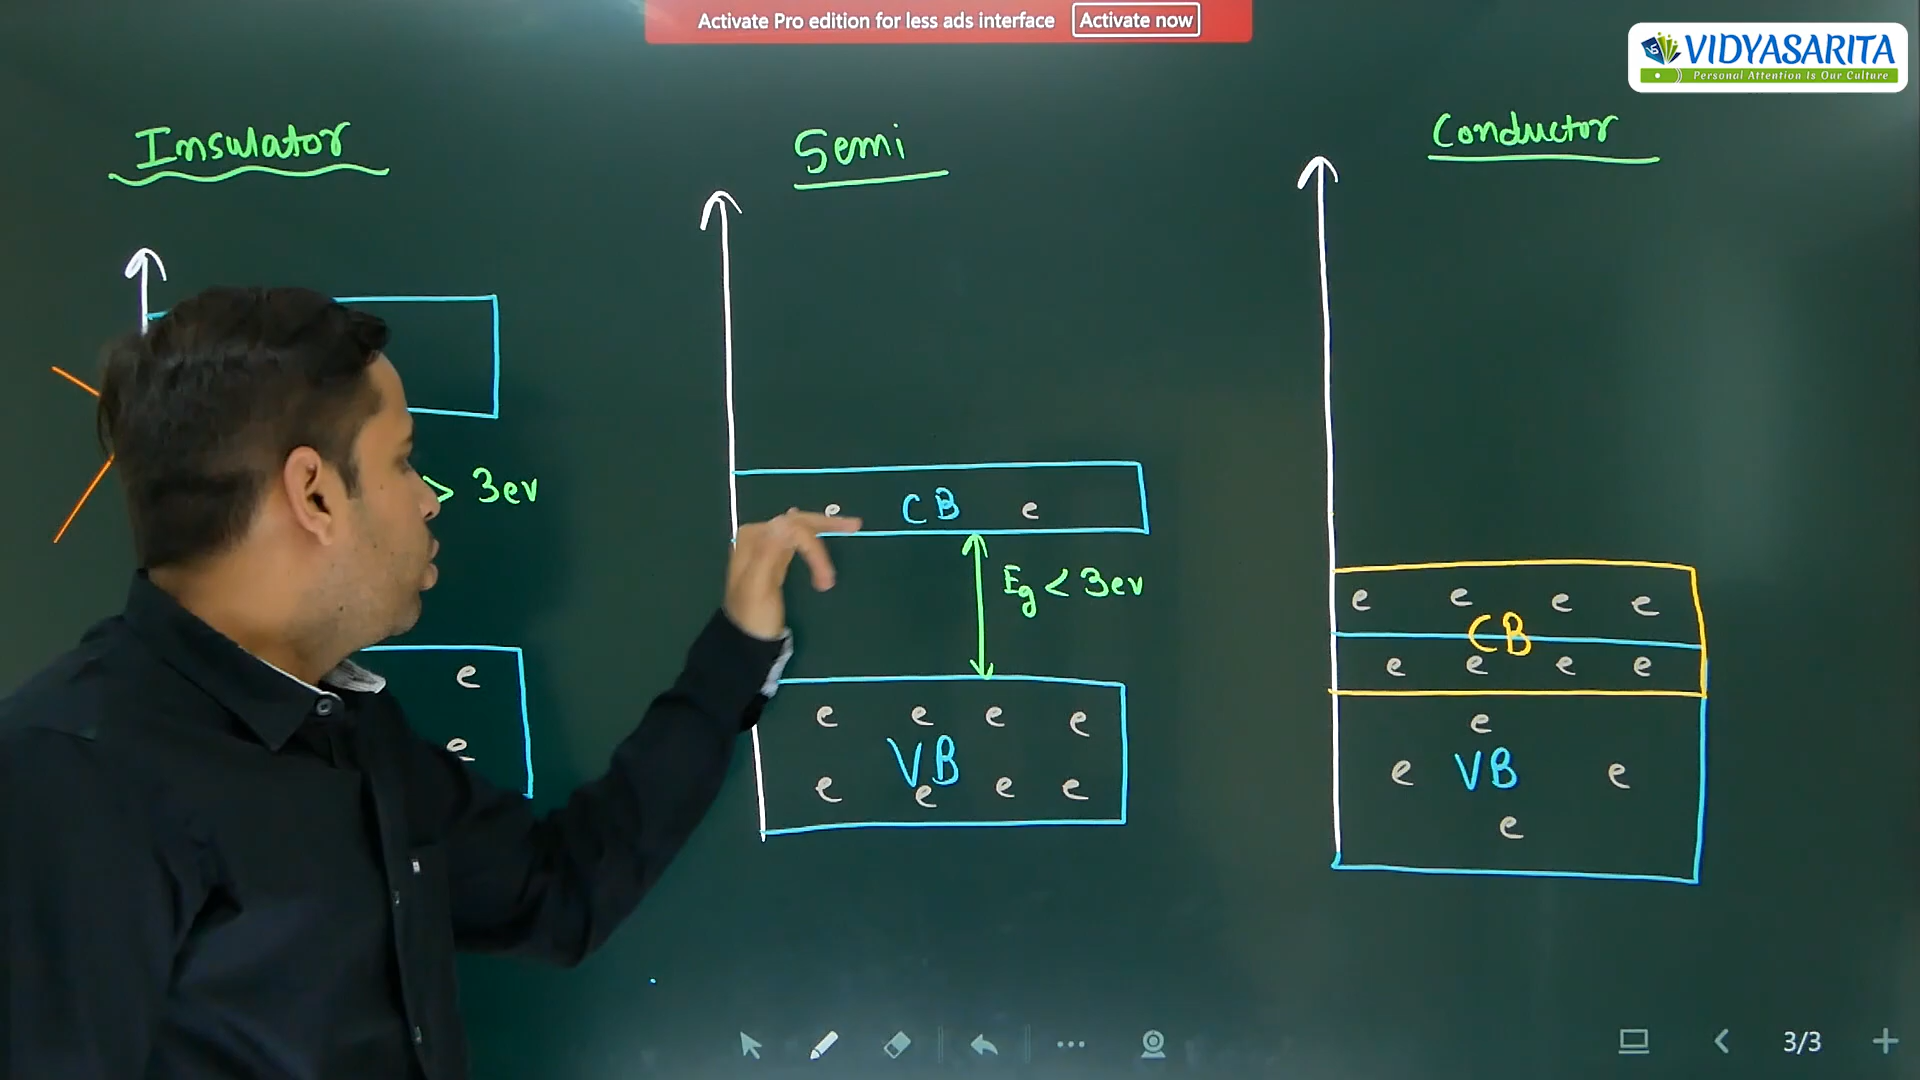 Activate Pro edition for less ads interface Activate now
VIDYASARITA
Personal Attention Is Our Culture
Insulator
Semi
Conductor
> 3ev
e
e
e CB e
Eg < 3ev
e e e e
VB
e e e e
e e e e
CB
e e e e
e
e VB e
e
3/3